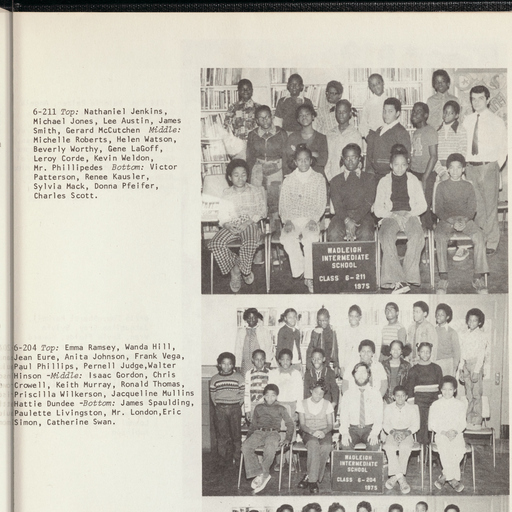 6-211 Top: Nathaniel Jenkins,
Michael Jones, Lee Austin, James
Smith, Gerard McCutchen Middle:
Michelle Roberts, Helen Watson,
Beverly Worthy, Gene LaGoff,
Leroy Corde, Kevin Weldon,
Mr. Phillipedes Bottom: Victor
Patterson, Renee Kausler,
Sylvia Mack, Donna Pfeifer,
Charles Scott.
WADLEIGH
INTERMEDIATE
SCHOOL
CLASS 6-211
1975
6-204 Top: Emma Ramsey, Wanda Hill,
Jean Eure, Anita Johnson, Frank Vega,
Paul Phillips, Pernell Judge,Walter
Hinson -Middle: Isaac Gordon, Chris
Crowell, Keith Murray, Ronald Thomas,
Priscilla Wilkerson, Jacqueline Mullins
Hattie Dundee -Bottom: James Spaulding,
Paulette Livingston, Mr. London,Eric
Simon, Catherine Swan.
WADLEIGH
INTERMEDIATE
SCHOOL
CLASS 6-204
1975